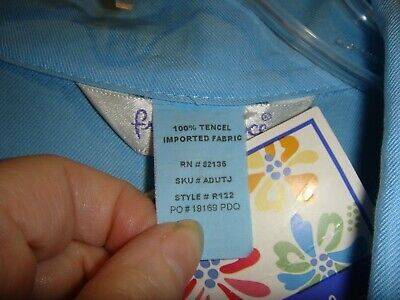 100% TENCEL
IMPORTED FABRIC
RN # 82135
SKU # ADUTJ
STYLE # R122
PO # 18169 PDQ